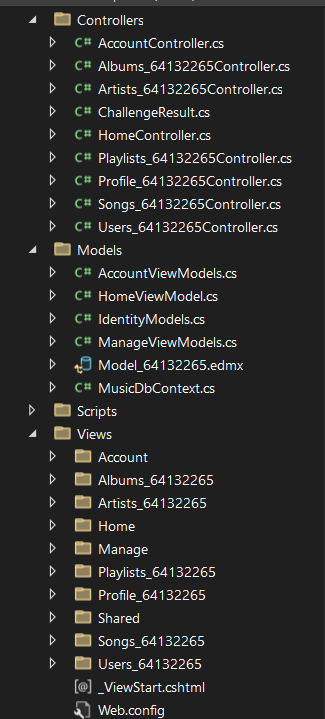 Controllers
C# AccountController.cs
C# Albums_64132265Controller.cs
C# Artists_64132265Controller.cs
C# ChallengeResult.cs
C# HomeController.cs
C# Playlists_64132265Controller.cs
C# Profile_64132265Controller.cs
C# Songs_64132265Controller.cs
C# Users_64132265Controller.cs
Models
C# AccountViewModels.cs
C# HomeViewModel.cs
C# IdentityModels.cs
C# ManageViewModels.cs
Model_64132265.edmx
C# MusicDbContext.cs
Scripts
Views
Account
Albums_64132265
Artists_64132265
Home
Manage
Playlists_64132265
Profile_64132265
Shared
Songs_64132265
Users_64132265
[@] _ViewStart.cshtml
Web.config